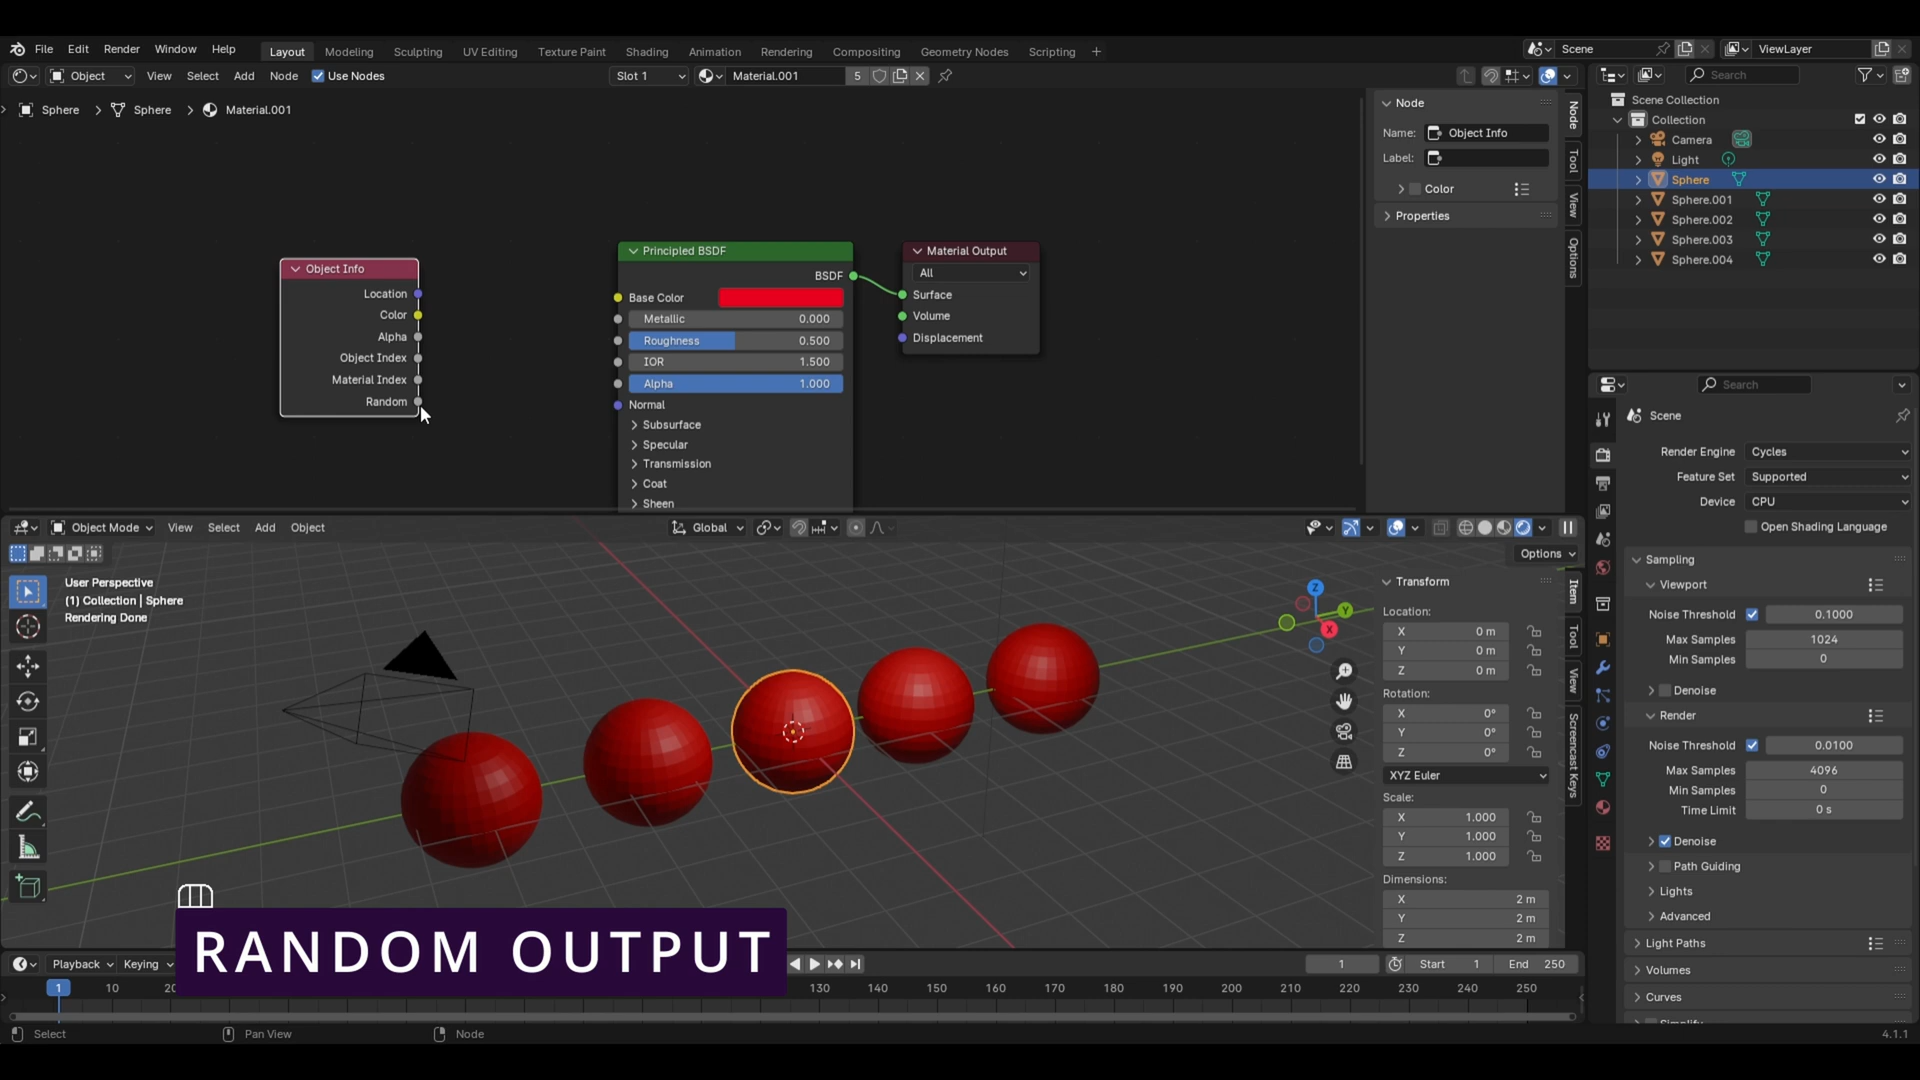 File Edit Render Window Help Layout Modeling Sculpting UV Editing Texture Paint Shading Animation Rendering Compositing Geometry Nodes Scripting + Scene ViewLayer
Object View Select Add Node Use Nodes Slot 1 Material.001 5 Search
Sphere > Sphere > Material.001
Node
Name: Object Info
Label:
Color
Properties
Node
Tool
View
Options
Object Info
Location
Color
Alpha
Object Index
Material Index
Random
Principled BSDF
BSDF
Base Color
Metallic 0.000
Roughness 0.500
IOR 1.500
Alpha 1.000
Normal
Subsurface
Specular
Transmission
Coat
Sheen
Material Output
All
Surface
Volume
Displacement
Scene Collection
Collection
Camera
Light
Sphere
Sphere.001
Sphere.002
Sphere.003
Sphere.004
Object Mode View Select Add Object Global
Options
User Perspective
(1) Collection | Sphere
Rendering Done
Z
Y
X
Transform
Location:
X 0 m
Y 0 m
Z 0 m
Rotation:
X 0°
Y 0°
Z 0°
XYZ Euler
Scale:
X 1.000
Y 1.000
Z 1.000
Dimensions:
X 2 m
Y 2 m
Z 2 m
Item
Tool
View
Screencast Keys
Search
Scene
Render Engine Cycles
Feature Set Supported
Device CPU
Open Shading Language
Sampling
Viewport
Noise Threshold 0.1000
Max Samples 1024
Min Samples 0
Denoise
Render
Noise Threshold 0.0100
Max Samples 4096
Min Samples 0
Time Limit 0 s
Denoise
Path Guiding
Lights
Advanced
Light Paths
Volumes
Curves
RANDOM OUTPUT
Playback Keying 1 Start 1 End 250
1 10 130 140 150 160 170 180 190 200 210 220 230 240 250
Select Pan View Node 4.1.1